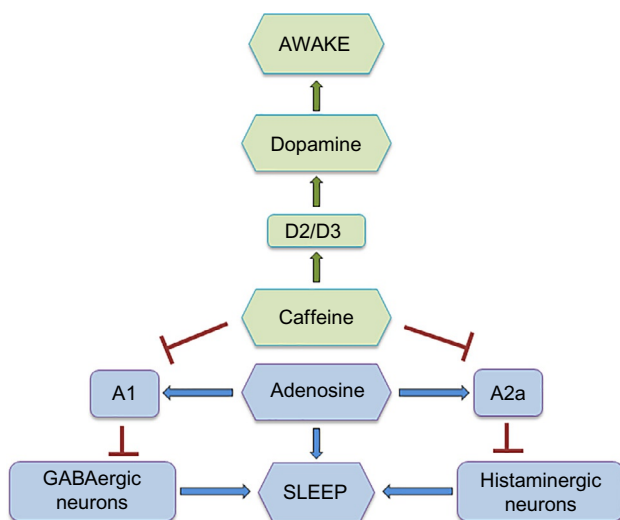 AWAKE
Dopamine
D2/D3
Caffeine
A1
Adenosine
A2a
GABAergic
neurons
SLEEP
Histaminergic
neurons